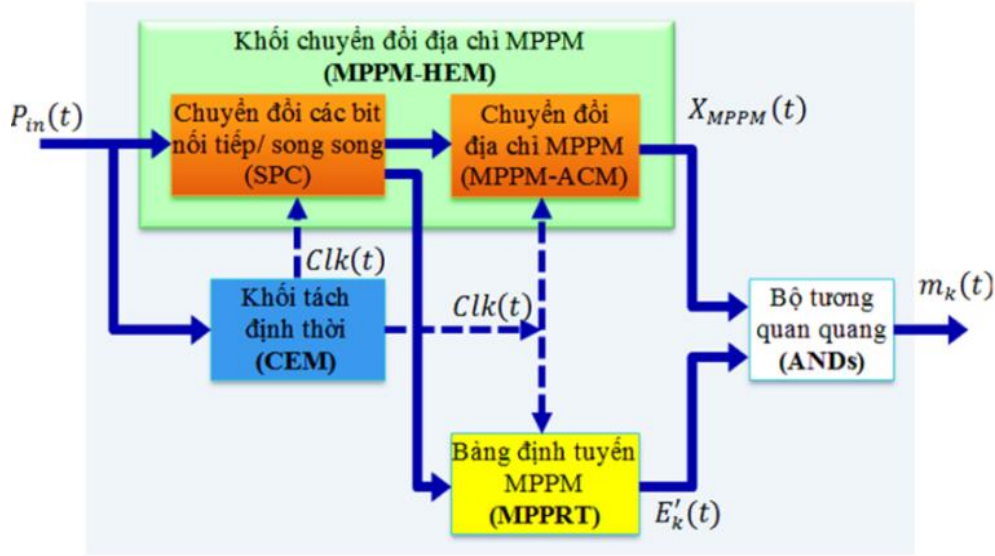 Khối chuyển đổi địa chỉ MPPM
(MPPM-HEM)
P_in(t)
Chuyển đổi các bit
nối tiếp/ song song
(SPC)
Chuyển đổi
địa chỉ MPPM
(MPPM-ACM)
X_MPPM(t)
Clk(t)
Khối tách
định thời
(CEM)
Clk(t)
Bộ tương
quan quang
(ANDs)
m_k(t)
Bảng định tuyến
MPPM
(MPPRT)
E'_k(t)